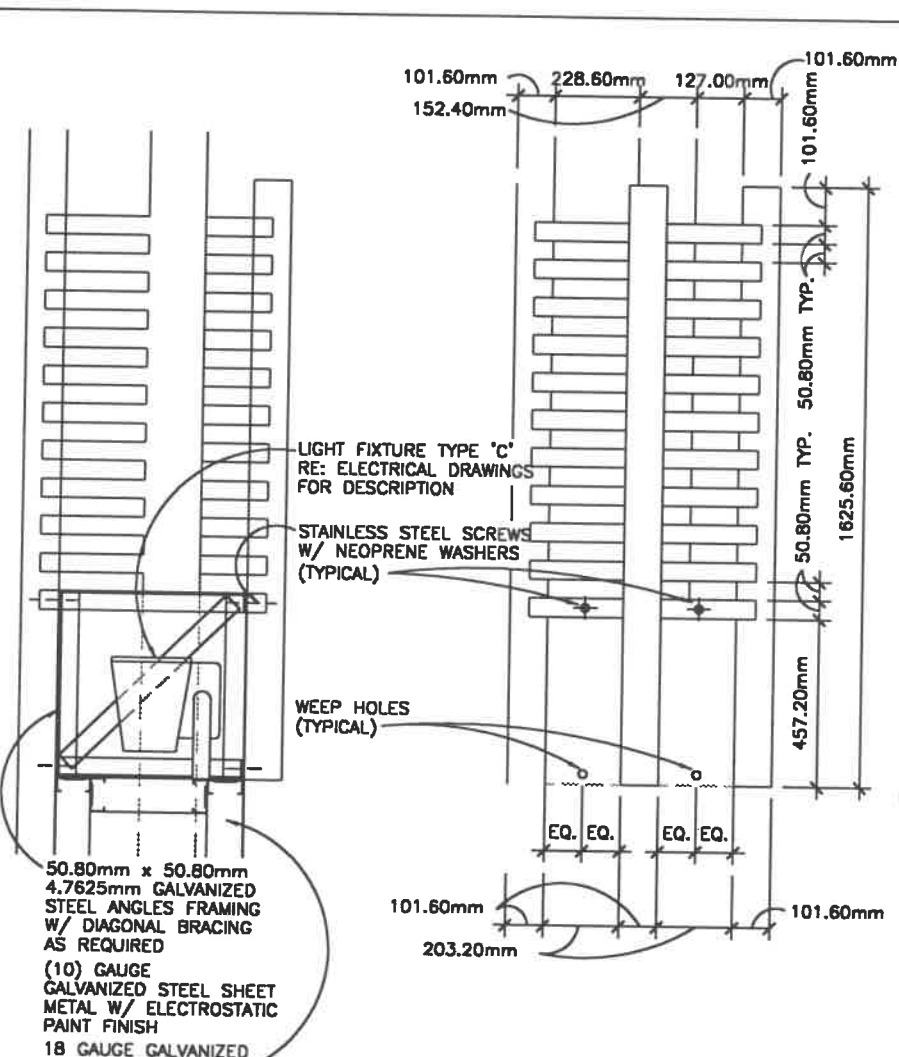 101.60mm
228.60mm
127.00mm
101.60mm
152.40mm
101.60mm
50.80mm TYP.
50.80mm TYP.
1625.60mm
457.20mm
LIGHT FIXTURE TYPE "C"
RE: ELECTRICAL DRAWINGS
FOR DESCRIPTION
STAINLESS STEEL SCREWS
W/ NEOPRENE WASHERS
(TYPICAL)
WEEP HOLES
(TYPICAL)
EQ. EQ. EQ. EQ.
101.60mm
101.60mm
203.20mm
50.80mm x 50.80mm
4.7625mm GALVANIZED
STEEL ANGLES FRAMING
W/ DIAGONAL BRACING
AS REQUIRED
(10) GAUGE
GALVANIZED STEEL SHEET
METAL W/ ELECTROSTATIC
PAINT FINISH
18 GAUGE GALVANIZED